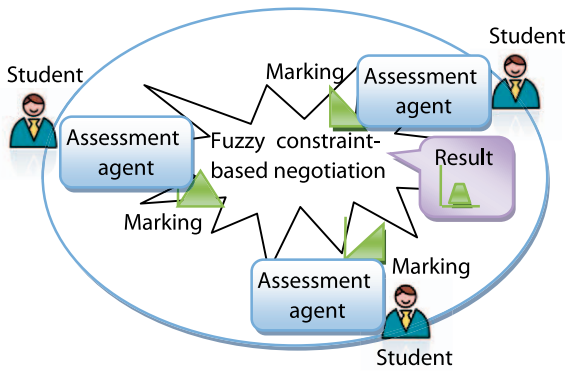 Student
Student
Marking
Assessment
agent
Assessment
agent
Fuzzy constraint-
based negotiation
Result
Marking
Marking
Assessment
agent
Student